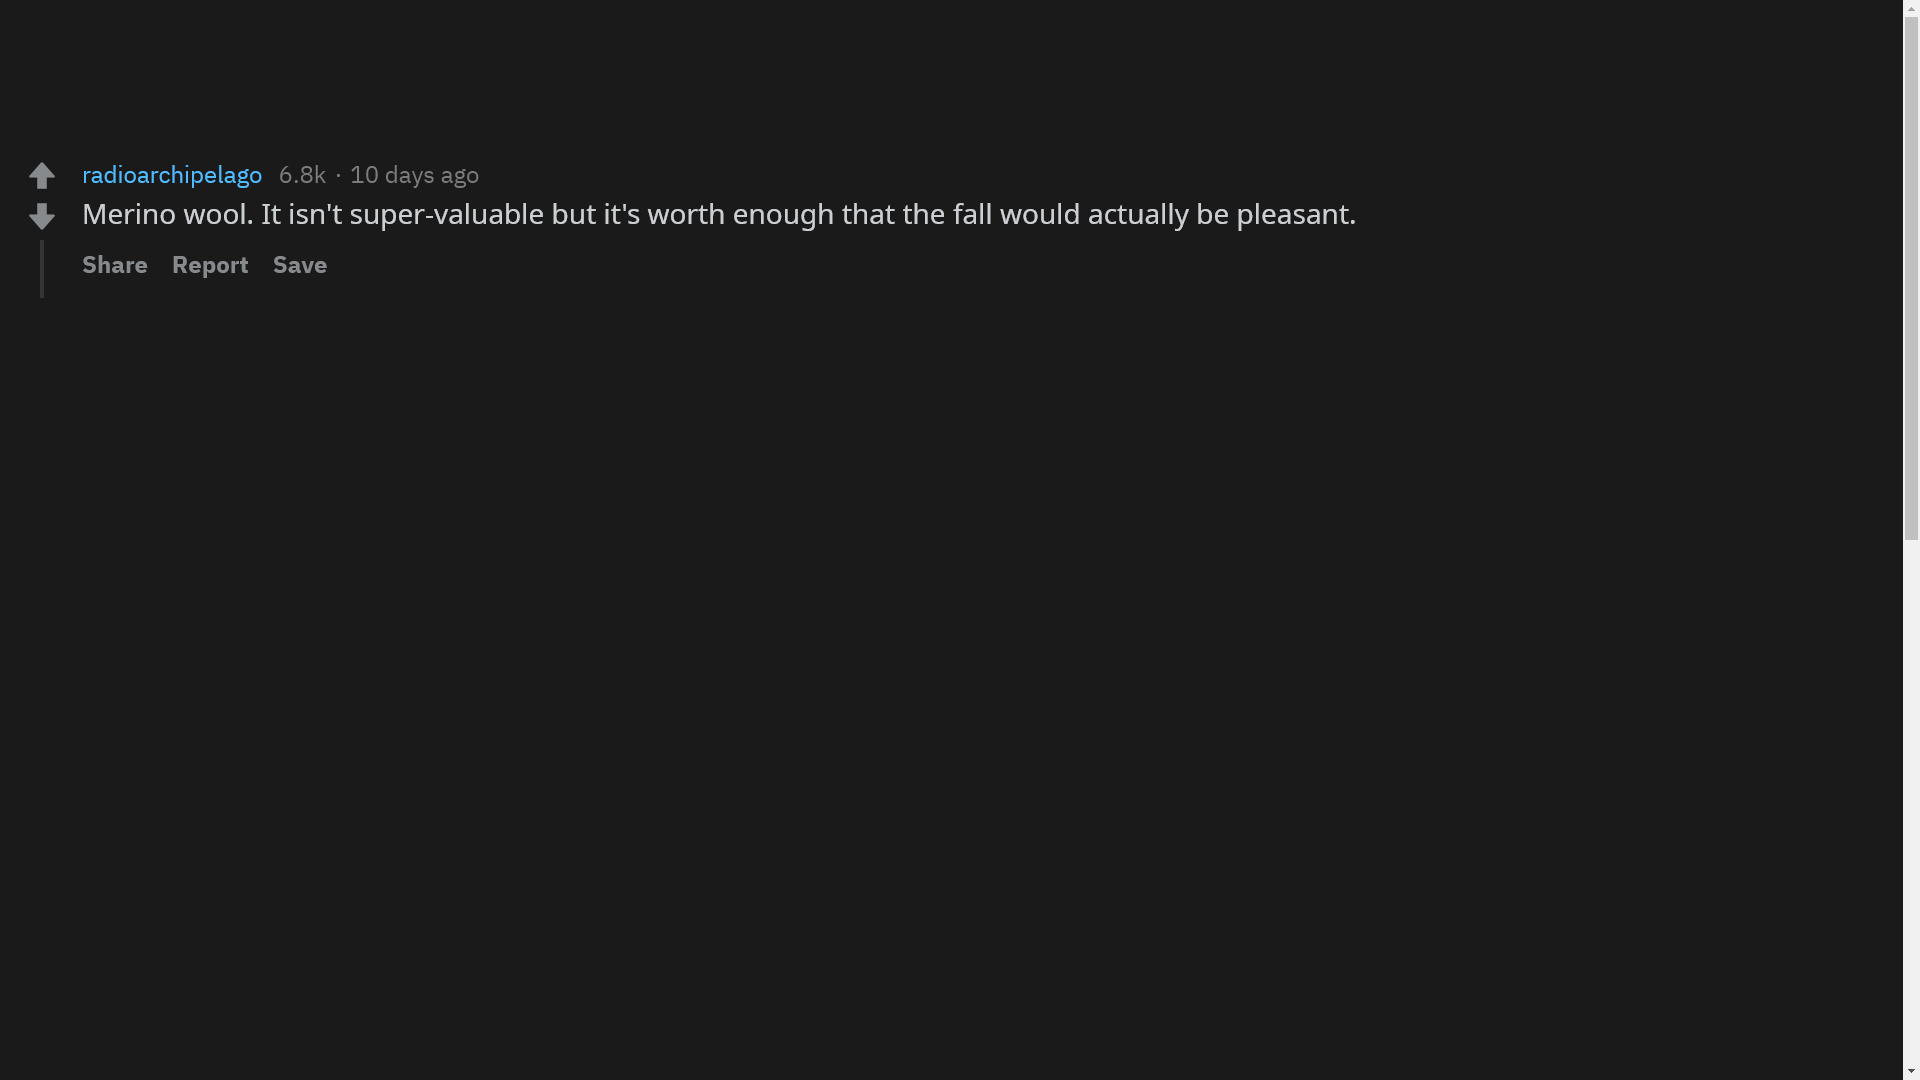 radioarchipelago 6.8k · 10 days ago
Merino wool. It isn't super-valuable but it's worth enough that the fall would actually be pleasant.
Share Report Save